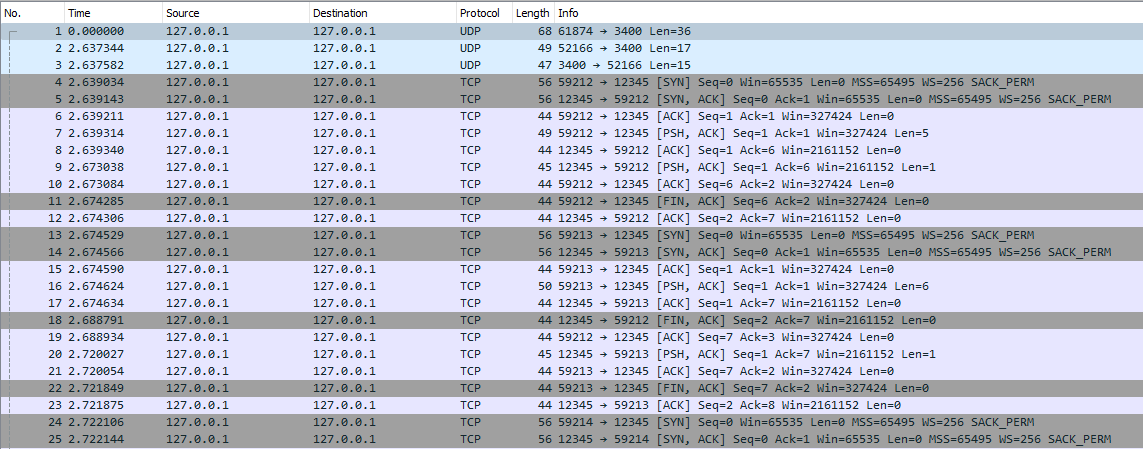 No. Time Source Destination Protocol Length Info
1 0.000000 127.0.0.1 127.0.0.1 UDP 68 61874 → 3400 Len=36
2 2.637344 127.0.0.1 127.0.0.1 UDP 49 52166 → 3400 Len=17
3 2.637582 127.0.0.1 127.0.0.1 UDP 47 3400 → 52166 Len=15
4 2.639034 127.0.0.1 127.0.0.1 TCP 56 59212 → 12345 [SYN] Seq=0 Win=65535 Len=0 MSS=65495 WS=256 SACK_PERM
5 2.639143 127.0.0.1 127.0.0.1 TCP 56 12345 → 59212 [SYN, ACK] Seq=0 Ack=1 Win=65535 Len=0 MSS=65495 WS=256 SACK_PERM
6 2.639211 127.0.0.1 127.0.0.1 TCP 44 59212 → 12345 [ACK] Seq=1 Ack=1 Win=327424 Len=0
7 2.639314 127.0.0.1 127.0.0.1 TCP 49 59212 → 12345 [PSH, ACK] Seq=1 Ack=1 Win=327424 Len=5
8 2.639340 127.0.0.1 127.0.0.1 TCP 44 12345 → 59212 [ACK] Seq=1 Ack=6 Win=2161152 Len=0
9 2.673038 127.0.0.1 127.0.0.1 TCP 45 12345 → 59212 [PSH, ACK] Seq=1 Ack=6 Win=2161152 Len=1
10 2.673084 127.0.0.1 127.0.0.1 TCP 44 59212 → 12345 [ACK] Seq=6 Ack=2 Win=327424 Len=0
11 2.674285 127.0.0.1 127.0.0.1 TCP 44 59212 → 12345 [FIN, ACK] Seq=6 Ack=2 Win=327424 Len=0
12 2.674306 127.0.0.1 127.0.0.1 TCP 44 12345 → 59212 [ACK] Seq=2 Ack=7 Win=2161152 Len=0
13 2.674529 127.0.0.1 127.0.0.1 TCP 56 59213 → 12345 [SYN] Seq=0 Win=65535 Len=0 MSS=65495 WS=256 SACK_PERM
14 2.674566 127.0.0.1 127.0.0.1 TCP 56 12345 → 59213 [SYN, ACK] Seq=0 Ack=1 Win=65535 Len=0 MSS=65495 WS=256 SACK_PERM
15 2.674590 127.0.0.1 127.0.0.1 TCP 44 59213 → 12345 [ACK] Seq=1 Ack=1 Win=327424 Len=0
16 2.674624 127.0.0.1 127.0.0.1 TCP 50 59213 → 12345 [PSH, ACK] Seq=1 Ack=1 Win=327424 Len=6
17 2.674634 127.0.0.1 127.0.0.1 TCP 44 12345 → 59213 [ACK] Seq=1 Ack=7 Win=2161152 Len=0
18 2.688791 127.0.0.1 127.0.0.1 TCP 44 12345 → 59212 [FIN, ACK] Seq=2 Ack=7 Win=2161152 Len=0
19 2.688934 127.0.0.1 127.0.0.1 TCP 44 59212 → 12345 [ACK] Seq=7 Ack=3 Win=327424 Len=0
20 2.720027 127.0.0.1 127.0.0.1 TCP 45 12345 → 59213 [PSH, ACK] Seq=1 Ack=7 Win=2161152 Len=1
21 2.720054 127.0.0.1 127.0.0.1 TCP 44 59213 → 12345 [ACK] Seq=7 Ack=2 Win=327424 Len=0
22 2.721849 127.0.0.1 127.0.0.1 TCP 44 59213 → 12345 [FIN, ACK] Seq=7 Ack=2 Win=327424 Len=0
23 2.721875 127.0.0.1 127.0.0.1 TCP 44 12345 → 59213 [ACK] Seq=2 Ack=8 Win=2161152 Len=0
24 2.722106 127.0.0.1 127.0.0.1 TCP 56 59214 → 12345 [SYN] Seq=0 Win=65535 Len=0 MSS=65495 WS=256 SACK_PERM
25 2.722144 127.0.0.1 127.0.0.1 TCP 56 12345 → 59214 [SYN, ACK] Seq=0 Ack=1 Win=65535 Len=0 MSS=65495 WS=256 SACK_PERM